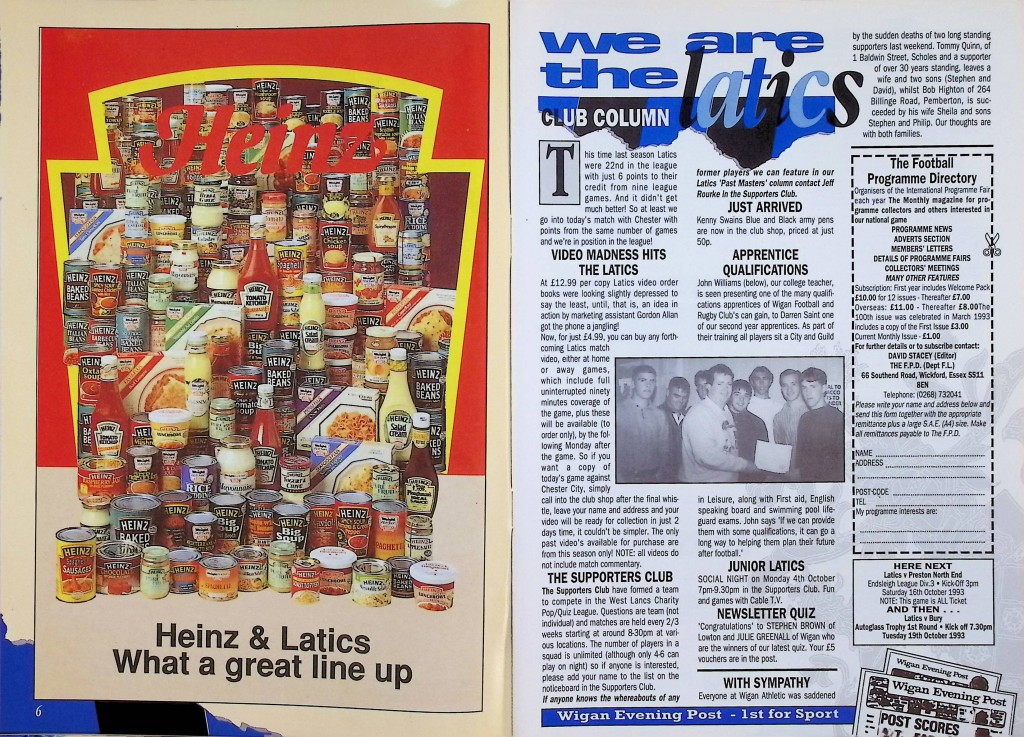 Heinz
Heinz & Latics
What a great line up
6
we are
the latics
CLUB COLUMN
This time last season Latics
were 22nd in the league
with just 6 points to their
credit from nine league
games. And it didn't get
much better! So at least we
go into today's match with Chester with
points from the same number of games
and we're in position in the league!
VIDEO MADNESS HITS
THE LATICS
At £12.99 per copy Latics video order
books were looking slightly depressed to
say the least, until, that is, an idea in
action by marketing assistant Gordon Allan
got the phone a jangling!
Now, for just £4.99, you can buy any forth-
coming Latics match
video, either at home
or away games,
which include full
uninterrupted ninety
minutes coverage of
the game, plus these
will be available (to
order only), by the fol-
lowing Monday after
the game. So if you
want a copy of
today's game against
Chester City, simply
call into the club shop after the final whis-
tle, leave your name and address and your
video will be ready for collection in just 2
days time, it couldn't be simpler. The only
past video's available for purchase are
from this season only! NOTE: all videos do
not include match commentary.
THE SUPPORTERS CLUB
The Supporters Club have formed a team
to compete in the West Lancs Charity
Pop/Quiz League. Questions are team (not
individual) and matches are held every 2/3
weeks starting at around 8-30pm at vari-
ous locations. The number of players in a
squad is unlimited (although only 4-6 can
play on night) so if anyone is interested,
please add your name to the list on the
noticeboard in the Supporters Club.
If anyone knows the whereabouts of any
former players we can feature in our
Latics 'Past Masters' column contact Jeff
Rourke in the Supporters Club.
JUST ARRIVED
Kenny Swains Blue and Black army pens
are now in the club shop, priced at just
50p.
APPRENTICE
QUALIFICATIONS
John Williams (below), our college teacher,
is seen presenting one of the many quali-
fications apprentices of Wigan Football and
Rugby Club's can gain, to Darren Saint one
of our second year apprentices. As part of
their training all players sit a City and Guild
in Leisure, along with First aid, English
speaking board and swimming pool life-
guard exams. John says 'If we can provide
them with some qualifications, it can go a
long way to helping them plan their future
after football.'
JUNIOR LATICS
SOCIAL NIGHT on Monday 4th October
7pm-9.30pm in the Supporters Club. Fun
and games with Cable T.V.
NEWSLETTER QUIZ
'Congratulations' to STEPHEN BROWN of
Lowton and JULIE GREENALL of Wigan who
are the winners of our latest quiz. Your £5
vouchers are in the post.
WITH SYMPATHY
Everyone at Wigan Athletic was saddened
by the sudden deaths of two long standing
supporters last weekend. Tommy Quinn, of
1 Baldwin Street, Scholes and a supporter
of over 30 years standing, leaves a
wife and two sons (Stephen and
David), whilst Bob Highton of 264
Billinge Road, Pemberton, is suc-
ceeded by his wife Sheila and sons
Stephen and Philip. Our thoughts are
with both families.
The Football
Programme Directory
Organisers of the International Programme Fair
each year The Monthly magazine for pro-
gramme collectors and others interested in
our national game
PROGRAMME NEWS
ADVERTS SECTION
MEMBERS' LETTERS
DETAILS OF PROGRAMME FAIRS
COLLECTORS' MEETINGS
MANY OTHER FEATURES
Subscription: First year includes Welcome Pack
£10.00 for 12 issues - Thereafter £7.00
Overseas: £11.00 - Thereafter £8.00The
100th issue was celebrated in March 1993
includes a copy of the First Issue £3.00
Current Monthly Issue - £1.00
For further details or to subscribe contact:
DAVID STACEY (Editor)
THE F.P.D. (Dept F.L.)
66 Southend Road, Wickford, Essex SS11
8EN
Telephone: (0268) 732041
Please write your name and address below and
send this form together with the appropriate
remittance plus a large S.A.E. (A4) size. Make
all remittances payable to The F.P.D.
NAME
ADDRESS
POST-CODE
TEL
My programme interests are:
HERE NEXT
Latics v Preston North End
Endsleigh League Div.3 • Kick-Off 3pm
Saturday 16th October 1993
NOTE: This game is ALL Ticket
AND THEN . . .
Latics v Bury
Autoglass Trophy 1st Round • Kick off 7.30pm
Tuesday 19th October 1993
Wigan Evening Post
Wigan Evening Post
POST SCORES
Wigan Evening Post - 1st for Sport